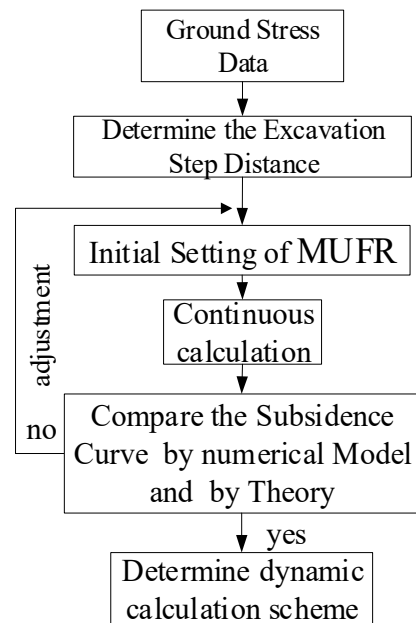 Ground Stress
Data
Determine the Excavation
Step Distance
Initial Setting of MUFR
Continuous
calculation
adjustment
no
Compare the Subsidence
Curve by numerical Model
and by Theory
yes
Determine dynamic
calculation scheme